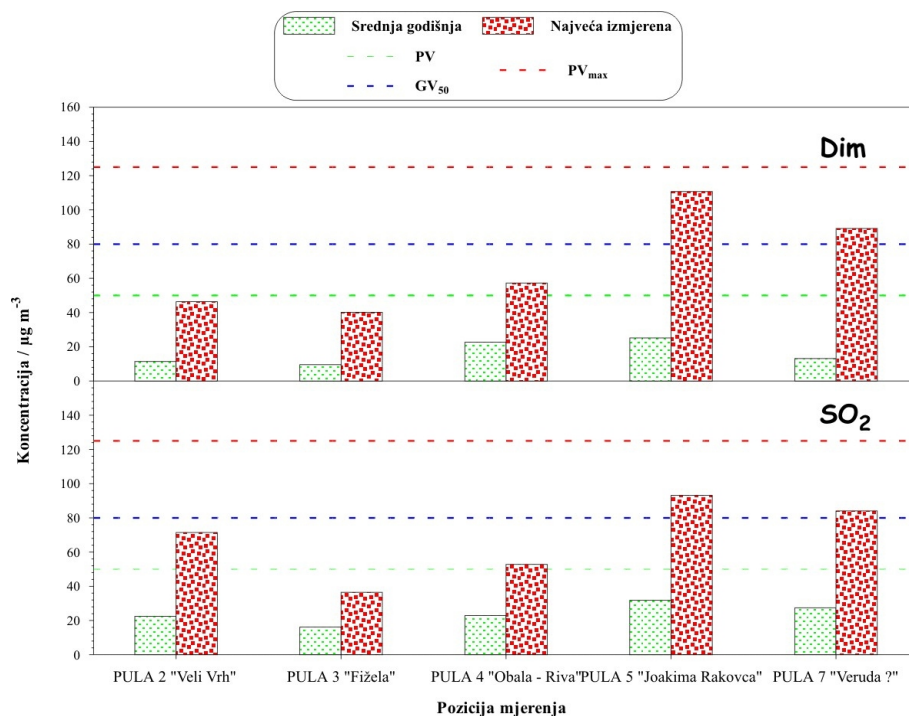 Srednja godišnja Najveća izmjerena
PV
PVmax
GV50
160
140
120
100
80
60
40
20
0
Dim
Koncentracija / µg m-3
140
120
100
80
60
40
20
0
SO2
PULA 2 "Veli Vrh" PULA 3 "Fižela" PULA 4 "Obala - Riva" PULA 5 "Joakima Rakovca" PULA 7 "Veruda ?"
Pozicija mjerenja